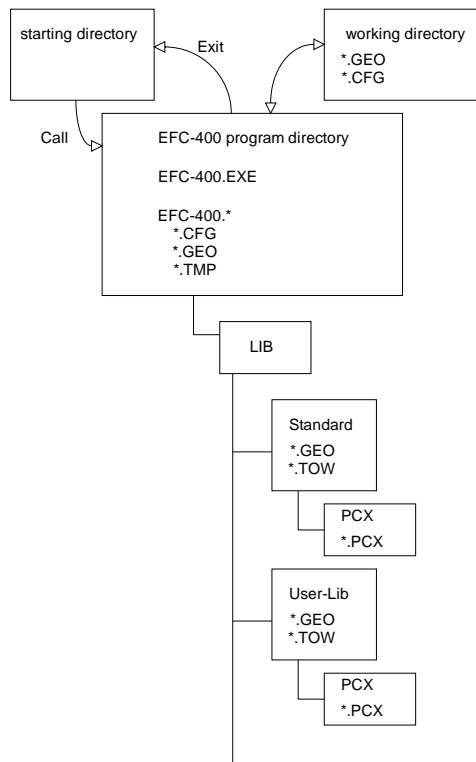 starting directory
Exit
working directory
*.GEO
*.CFG
Call
EFC-400 program directory
EFC-400.EXE
EFC-400.*
*.CFG
*.GEO
*.TMP
LIB
Standard
*.GEO
*.TOW
PCX
*.PCX
User-Lib
*.GEO
*.TOW
PCX
*.PCX